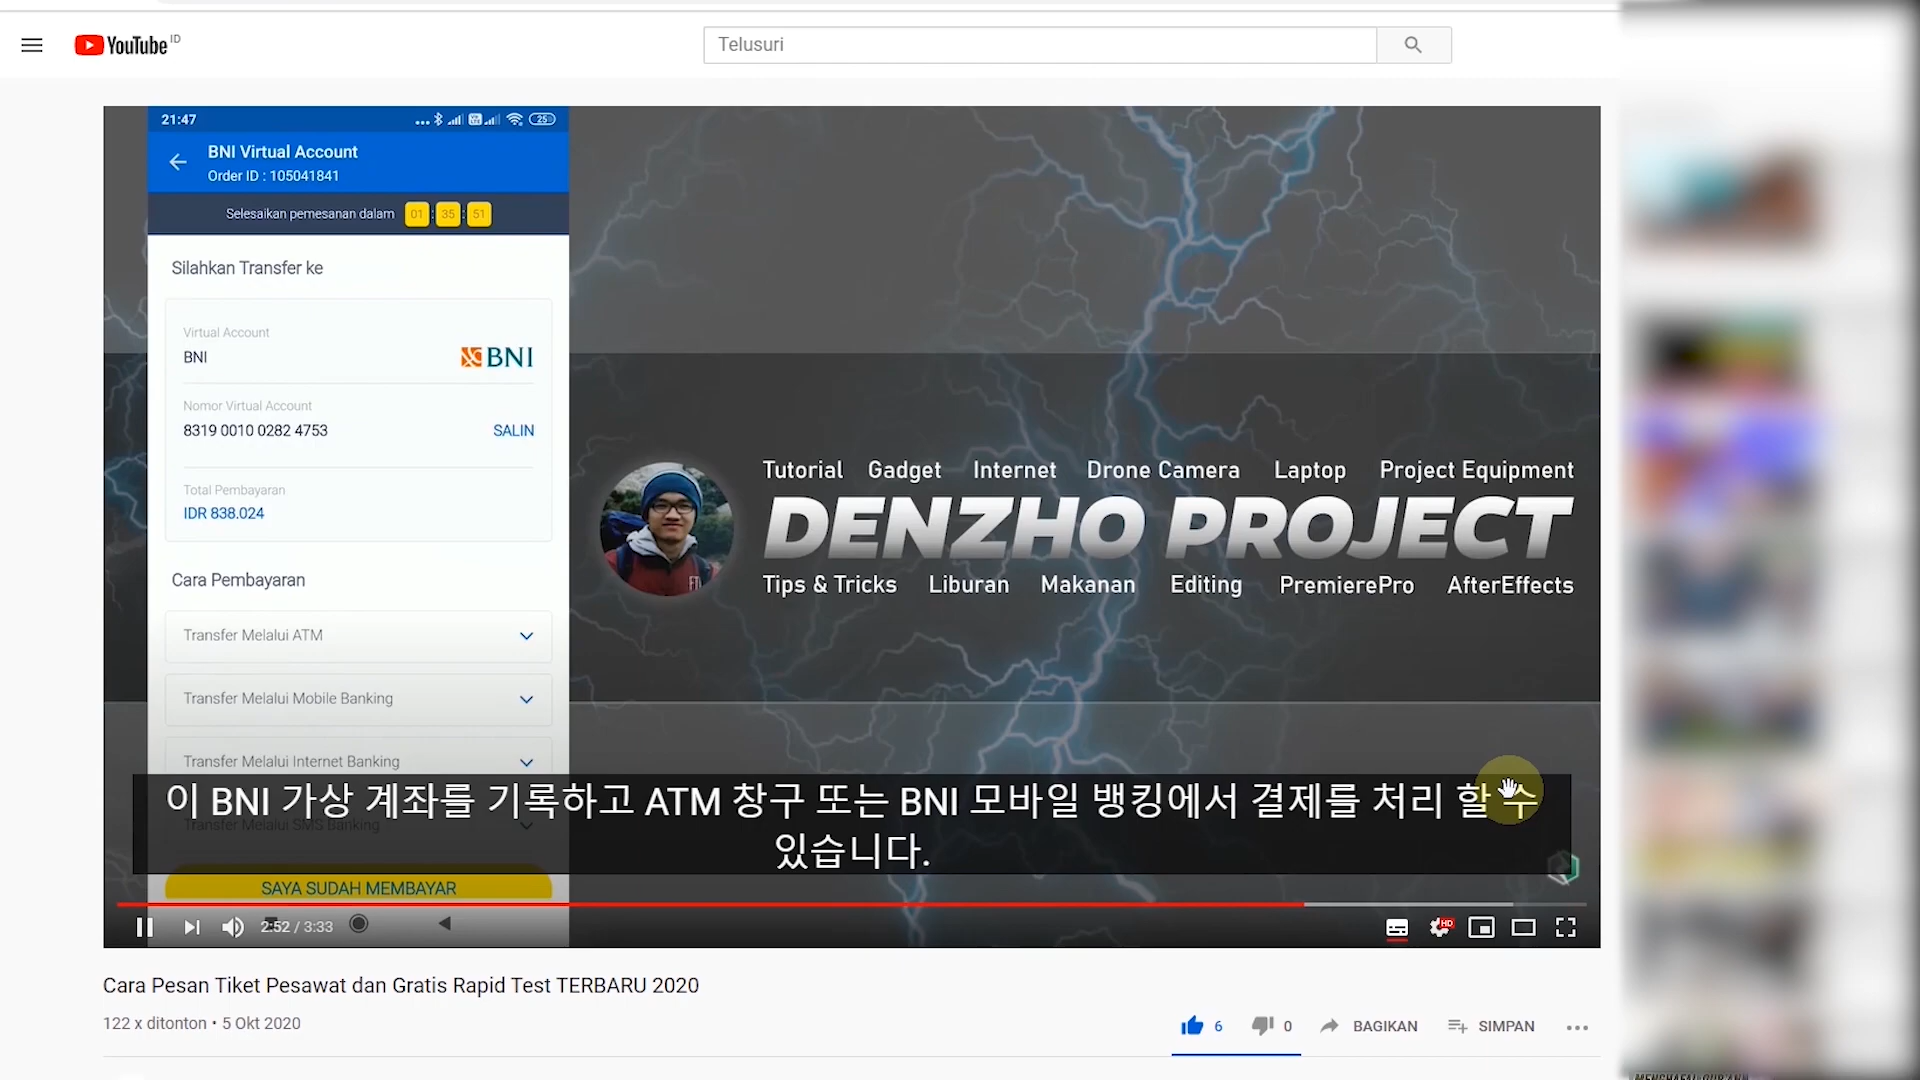 YouTube ID
Telusuri
21:47
25
BNI Virtual Account
Order ID : 105041841
Selesaikan pemesanan dalam 01 : 35 : 51
Silahkan Transfer ke
Virtual Account
BNI
BNI
Nomor Virtual Account
8319 0010 0282 4753 SALIN
Total Pembayaran
IDR 838.024
Cara Pembayaran
Transfer Melalui ATM
Transfer Melalui Mobile Banking
Transfer Melalui Internet Banking
Transfer Melalui SMS Banking
SAYA SUDAH MEMBAYAR
Tutorial Gadget Internet Drone Camera Laptop Project Equipment
DENZHO PROJECT
Tips & Tricks Liburan Makanan Editing PremierePro AfterEffects
이 BNI 가상 계좌를 기록하고 ATM 창구 또는 BNI 모바일 뱅킹에서 결제를 처리 할 수
있습니다.
2:52 / 3:33
HD
Cara Pesan Tiket Pesawat dan Gratis Rapid Test TERBARU 2020
122 x ditonton • 5 Okt 2020
6 0 BAGIKAN SIMPAN